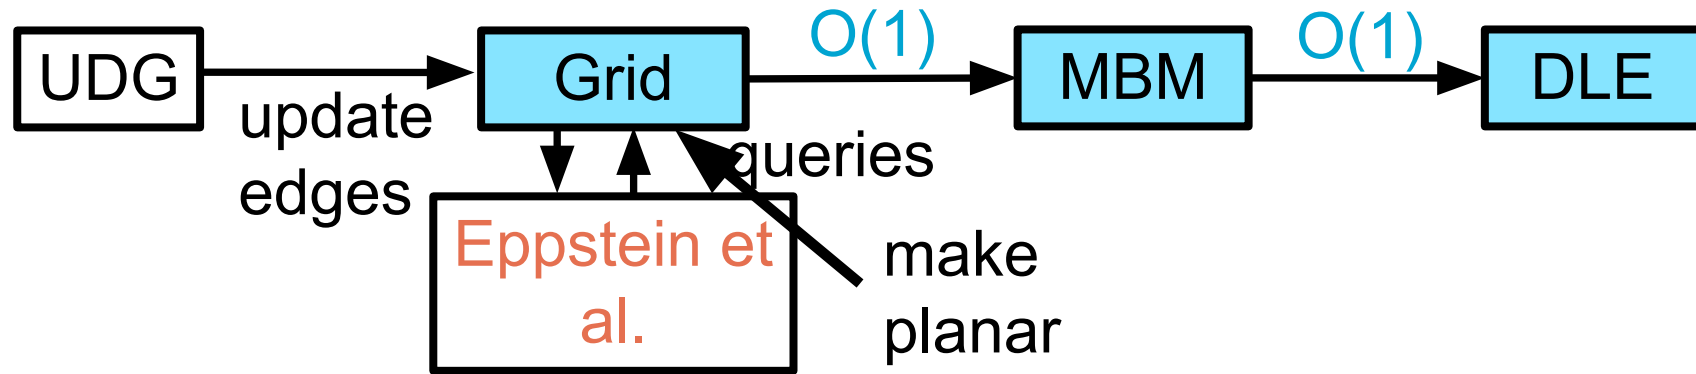 UDG
update
edges
Grid
O(1)
MBM
O(1)
DLE
queries
Eppstein et
al.
make
planar